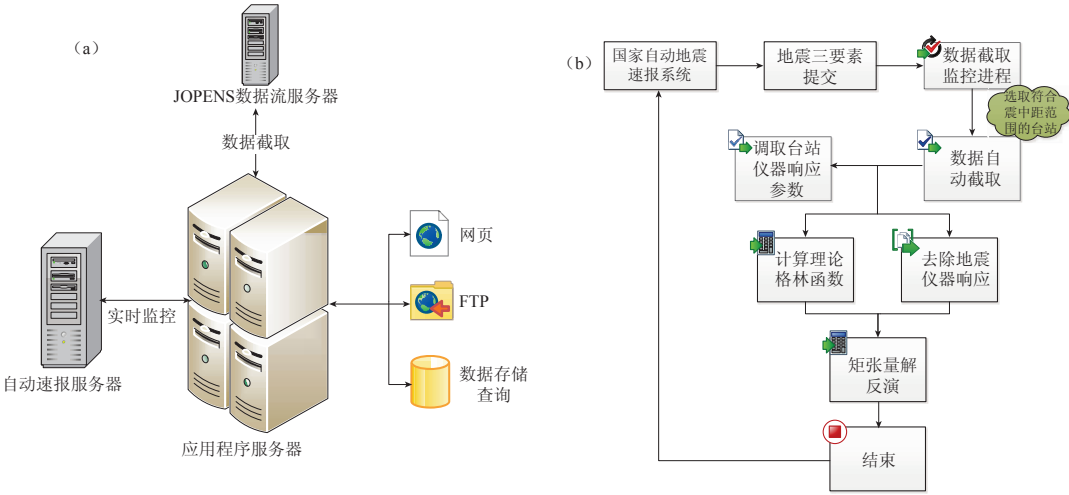 （a）
JOPENS数据流服务器
数据截取
实时监控
自动速报服务器
应用程序服务器
网页
FTP
数据存储
查询
（b）
国家自动地震
速报系统
地震三要素
提交
数据截取
监控进程
选取符合
震中距范
围的台站
调取台站
仪器响应
参数
数据自
动截取
计算理论
格林函数
去除地震
仪器响应
矩张量解
反演
结束